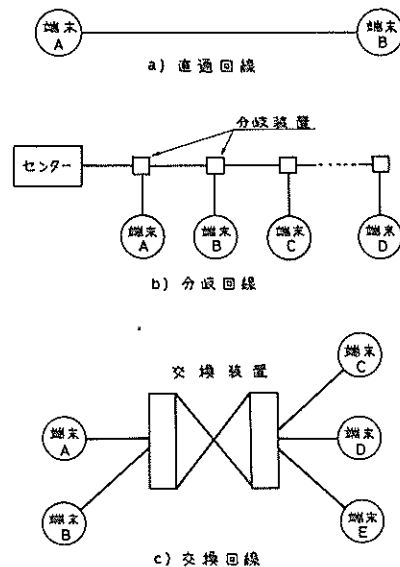 端末 端末
A B
a) 直通回線
分岐装置
センター
端末 端末 端末 端末
A B C D
b) 分岐回線
交換装置
端末
C
端末 端末
A D
端末 端末
B E
c) 交換回線